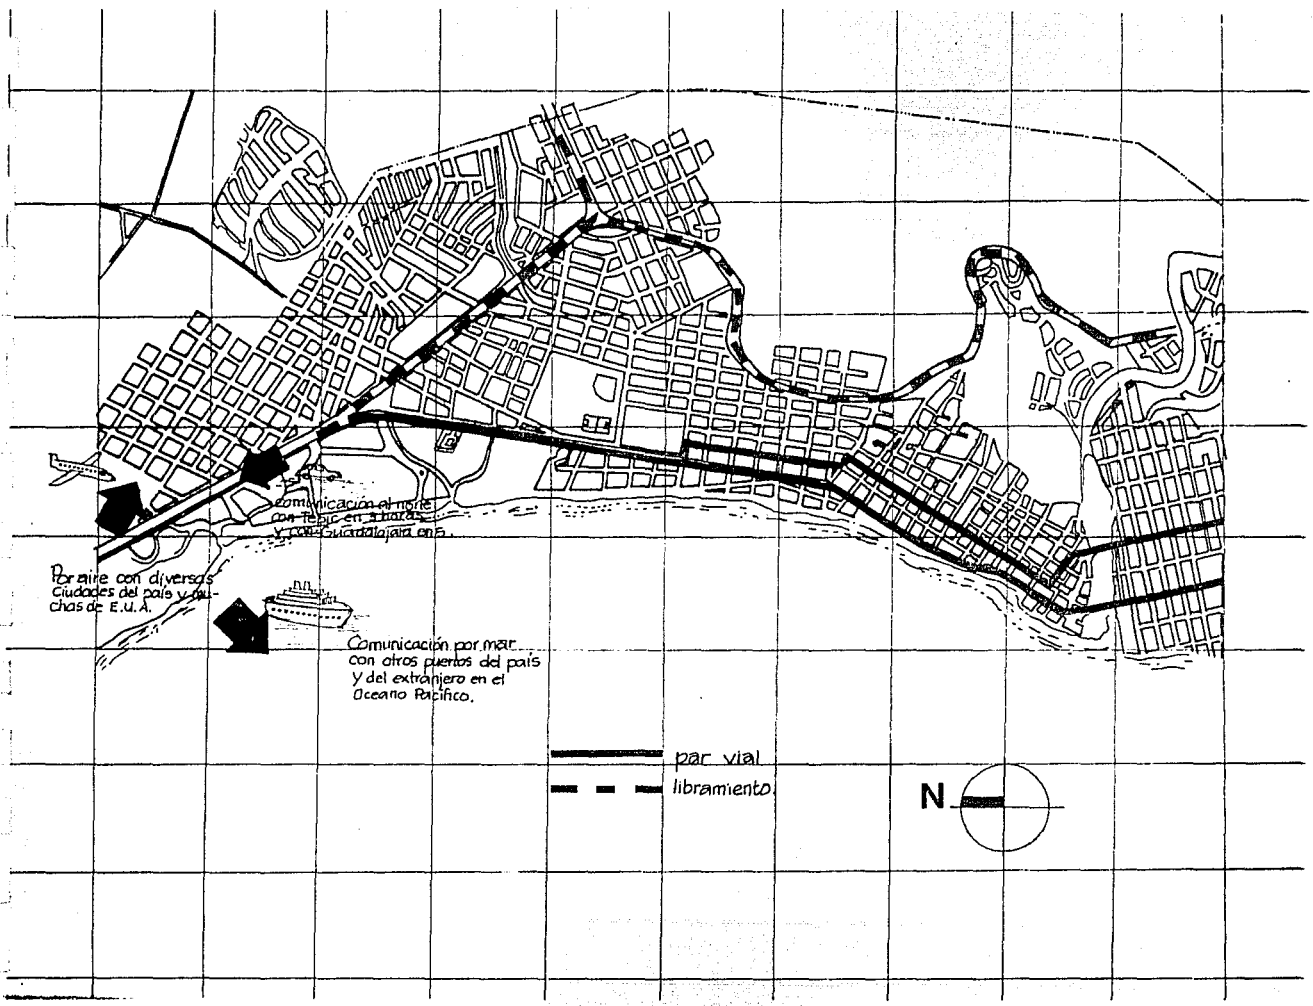 comunicación al norte
con Tepic en 3 horas
y con Guadalajara en 5.
Por aire con diversas
Ciudades del país y mu-
chas de E.U.A.
Comunicación por mar
con otros puertos del país
y del extranjero en el
Oceano Pacífico.
par vial
libramiento
N